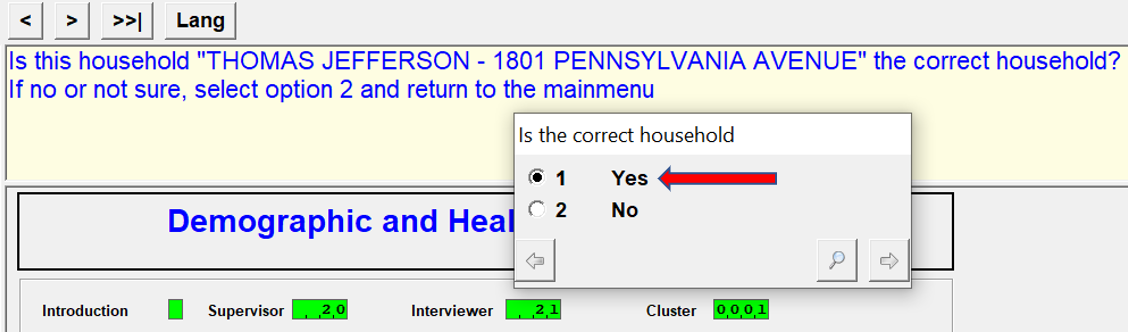 < > >>| Lang
Is this household "THOMAS JEFFERSON - 1801 PENNSYLVANIA AVENUE" the correct household?
If no or not sure, select option 2 and return to the mainmenu
Is the correct household
1 Yes
2 No
Demographic and Heal
Introduction Supervisor 20 Interviewer 21 Cluster 0001